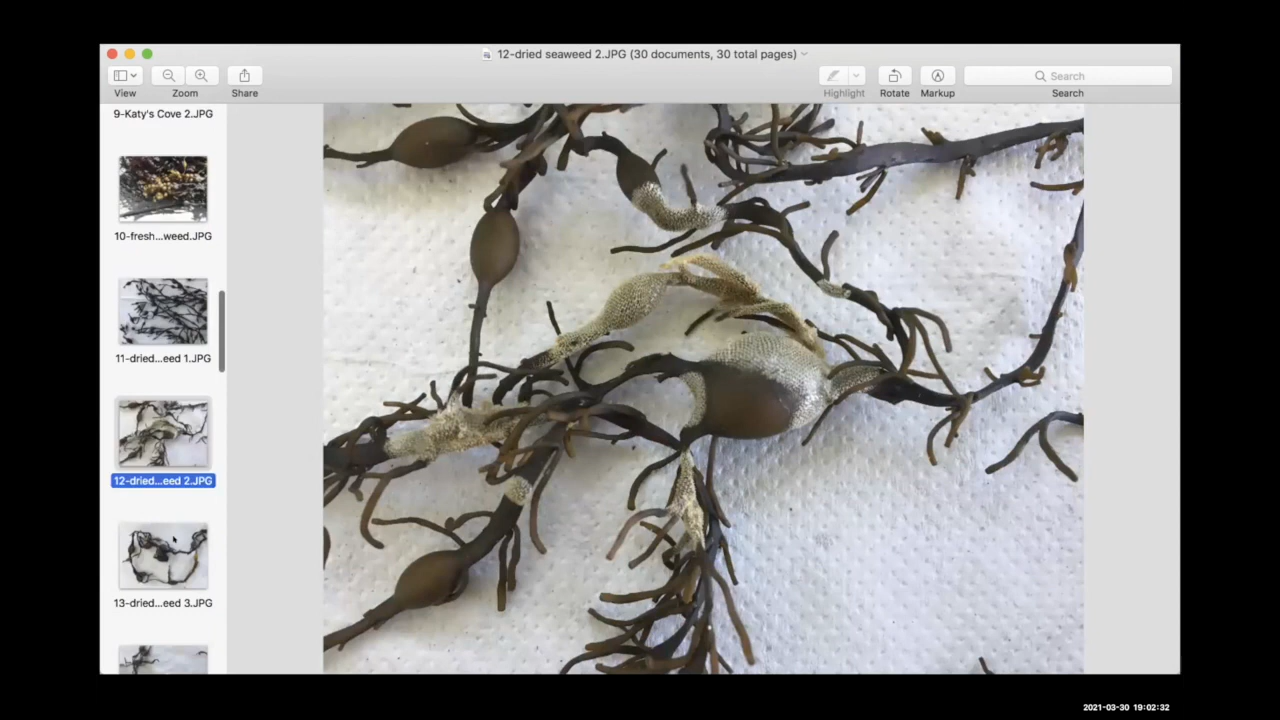 12-dried seaweed 2.JPG (30 documents, 30 total pages)
View
Zoom
Share
Highlight
Rotate
Markup
Search
Search
9-Katy's Cove 2.JPG
10-fresh...weed.JPG
11-dried...eed 1.JPG
12-dried...eed 2.JPG
13-dried...eed 3.JPG
2021-03-30 19:02:32